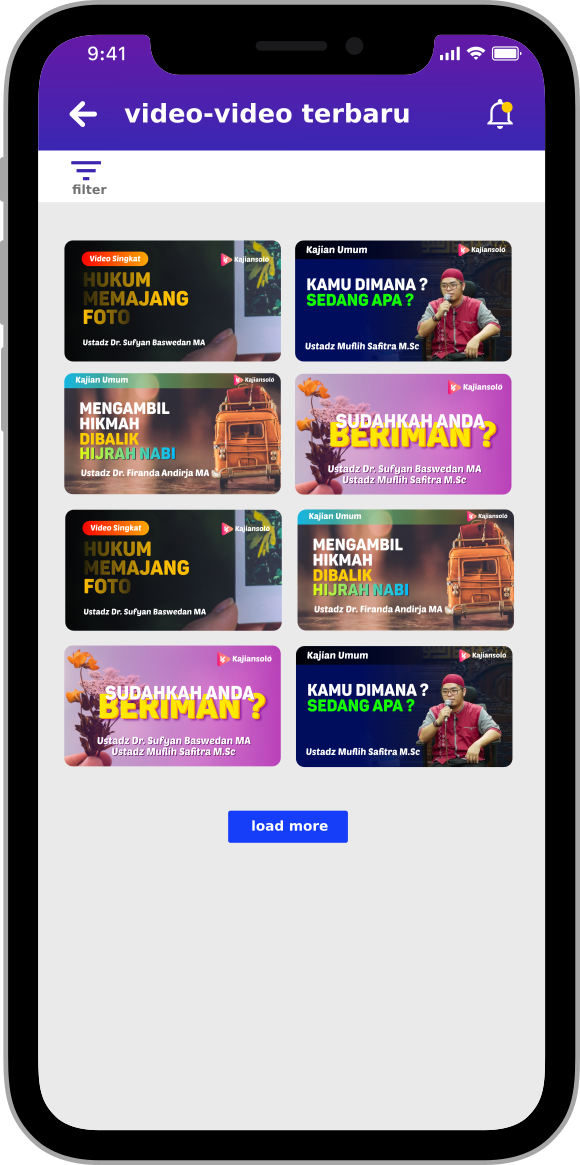 9:41
video-video terbaru
filter
Video Singkat
Kajiansolo
HUKUM
MEMAJANG
FOTO
Ustadz Dr. Sufyan Baswedan MA
Kajian Umum
Kajiansolo
KAMU DIMANA ?
SEDANG APA ?
Ustadz Muflih Safitra M.Sc
Kajian Umum
Kajiansolo
MENGAMBIL
HIKMAH
DIBALIK
HIJRAH NABI
Ustadz Dr. Firanda Andirja MA
Kajiansolo
SUDAHKAH ANDA
BERIMAN ?
Ustadz Dr. Sufyan Baswedan MA
Ustadz Muflih Safitra M.Sc
Video Singkat
Kajiansolo
HUKUM
MEMAJANG
FOTO
Ustadz Dr. Sufyan Baswedan MA
Kajian Umum
Kajiansolo
MENGAMBIL
HIKMAH
DIBALIK
HIJRAH NABI
Ustadz Dr. Firanda Andirja MA
Kajiansolo
SUDAHKAH ANDA
BERIMAN ?
Ustadz Dr. Sufyan Baswedan MA
Ustadz Muflih Safitra M.Sc
Kajian Umum
Kajiansolo
KAMU DIMANA ?
SEDANG APA ?
Ustadz Muflih Safitra M.Sc
load more